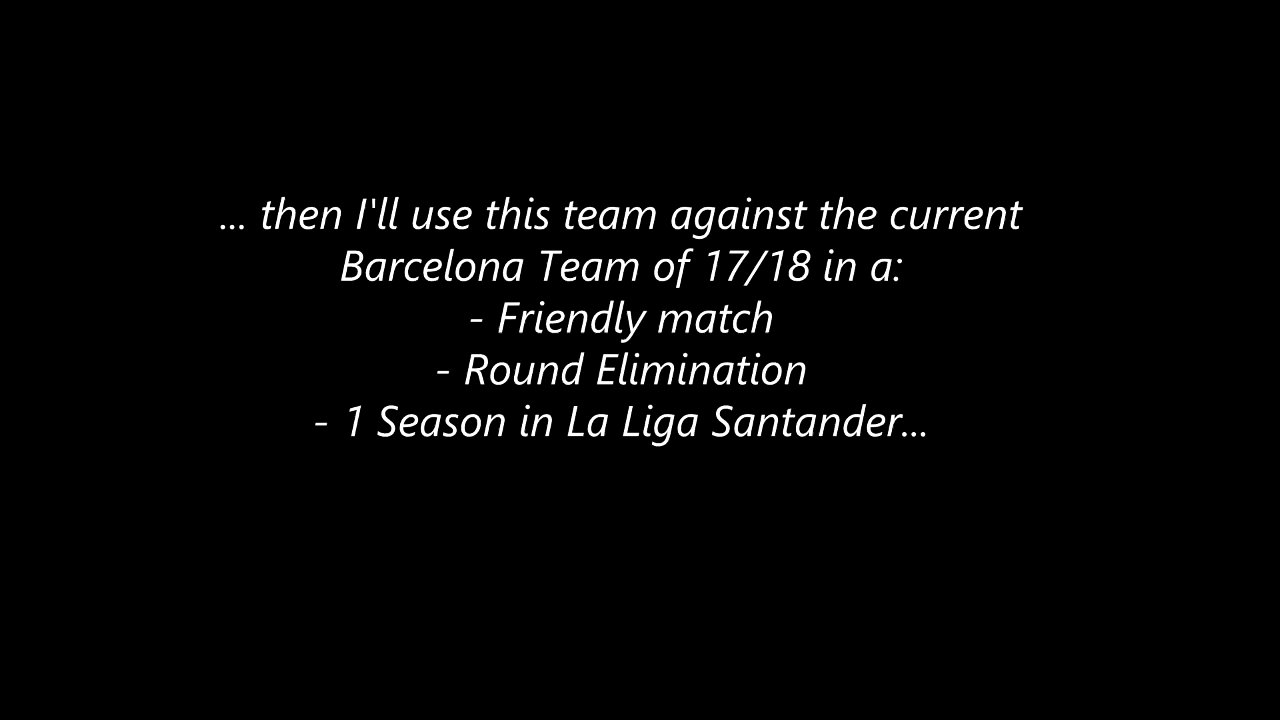 ... then I'll use this team against the current
Barcelona Team of 17/18 in a:
- Friendly match
- Round Elimination
- 1 Season in La Liga Santander...